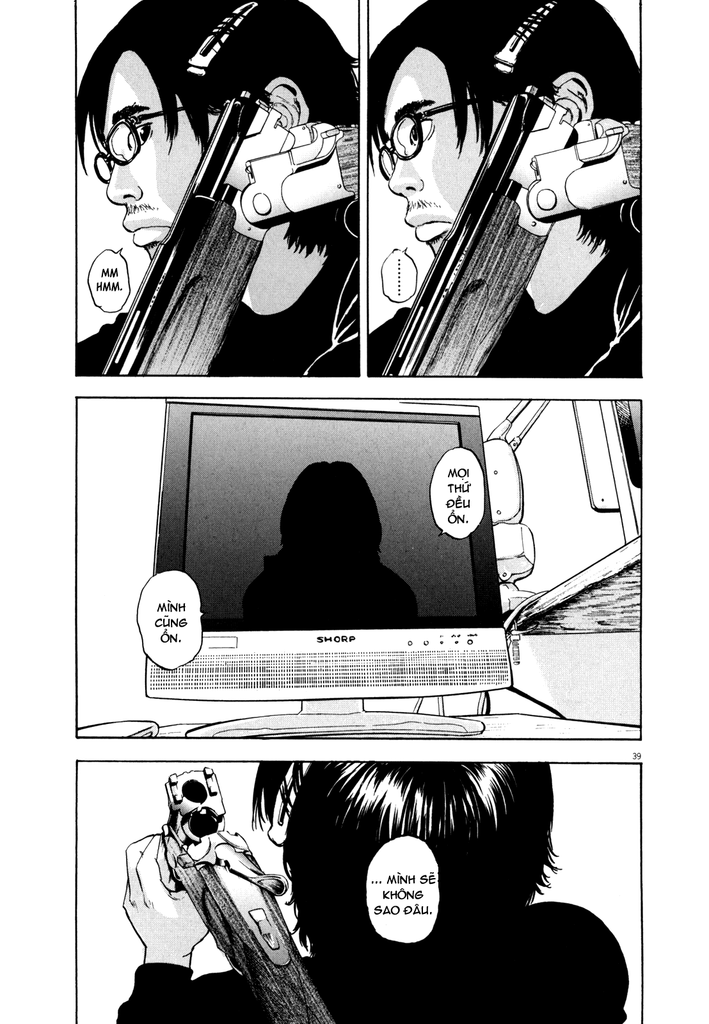 MM
HMM.
.........
MỌI
THỨ
ĐỀU
ỔN.
MÌNH
CŨNG
ỔN.
SHORP
39
... MÌNH SẼ
KHÔNG
SAO ĐÂU.